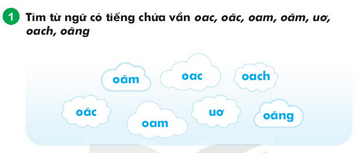 1 Tìm từ ngữ có tiếng chứa vần oac, oăc, oam, oăm, uơ,
oach, oăng
oăm oac oach
oăc oam uơ oăng